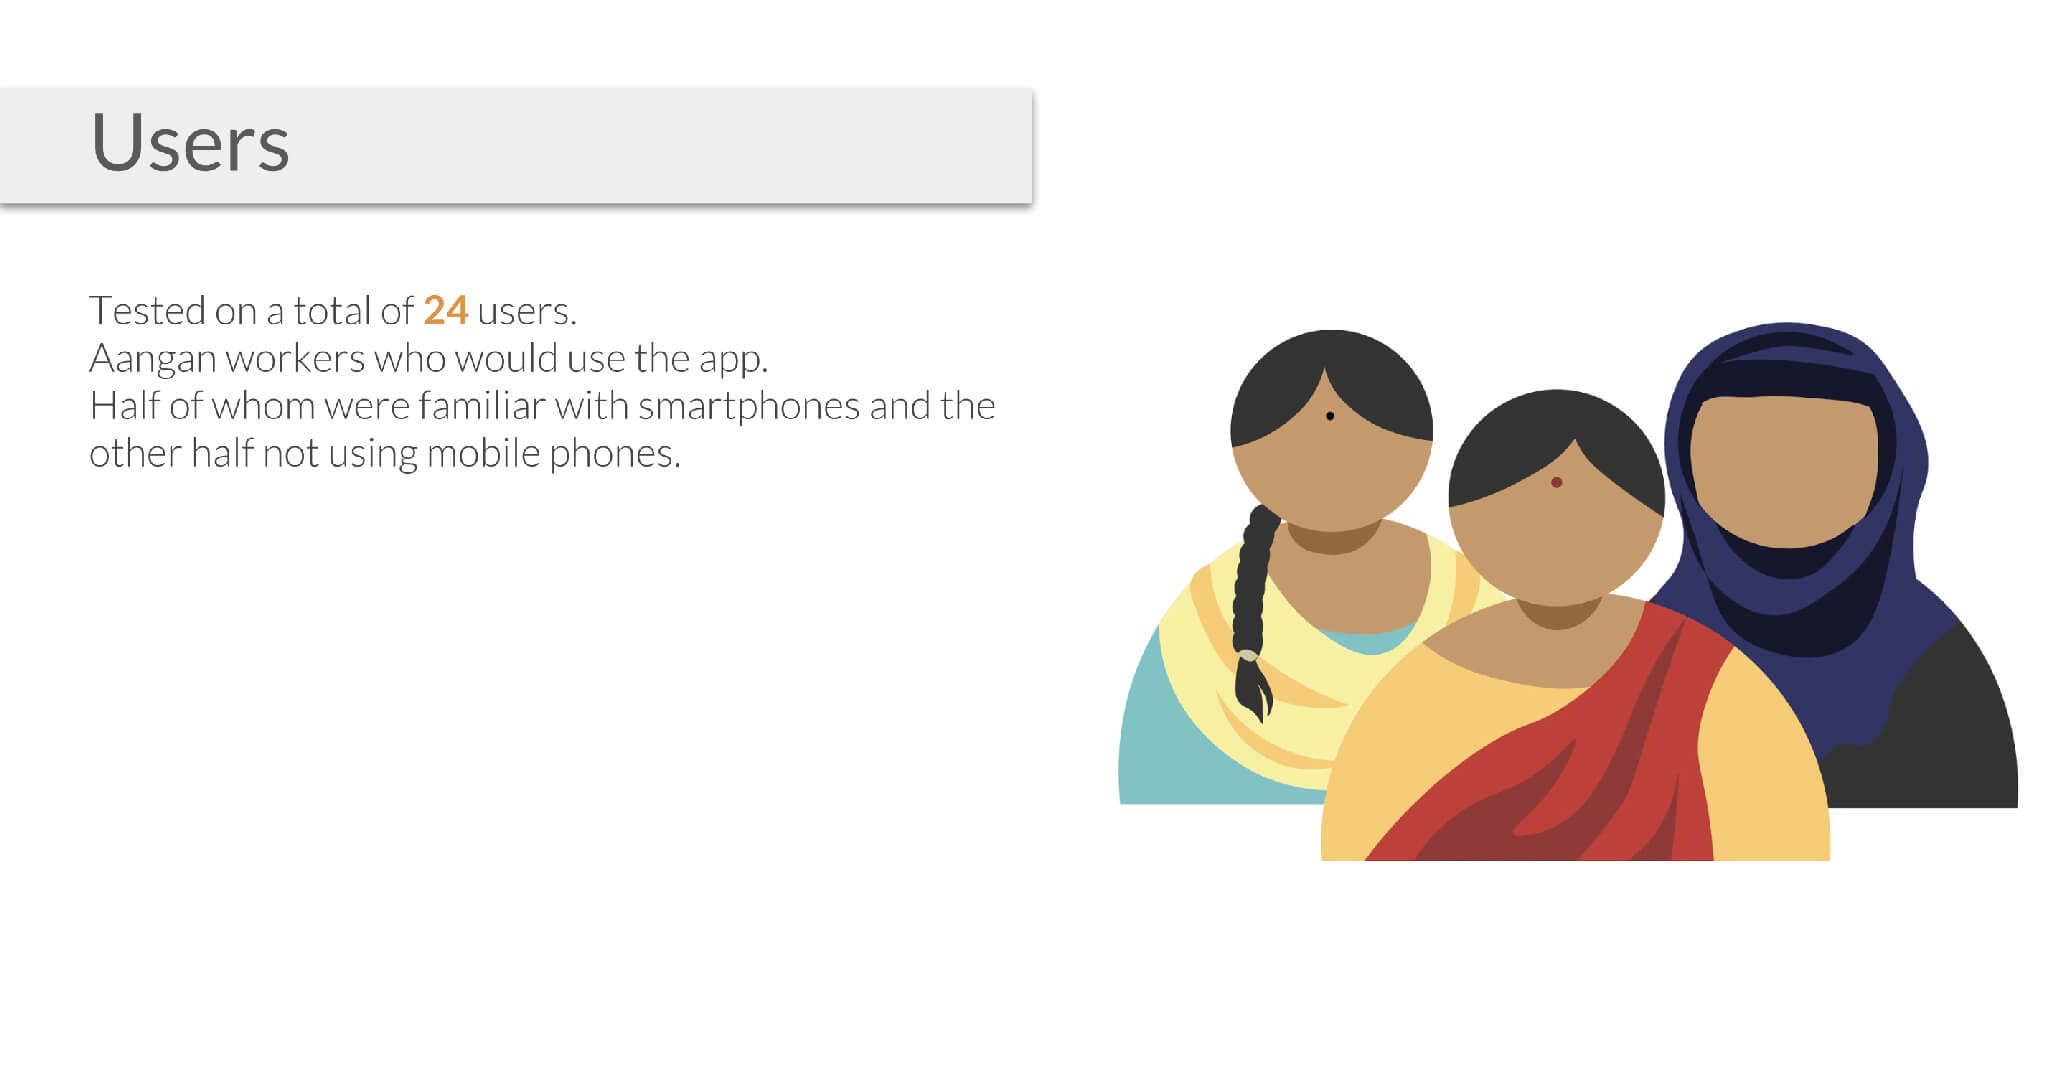 Users
Tested on a total of 24 users.
Aangan workers who would use the app.
Half of whom were familiar with smartphones and the
other half not using mobile phones.